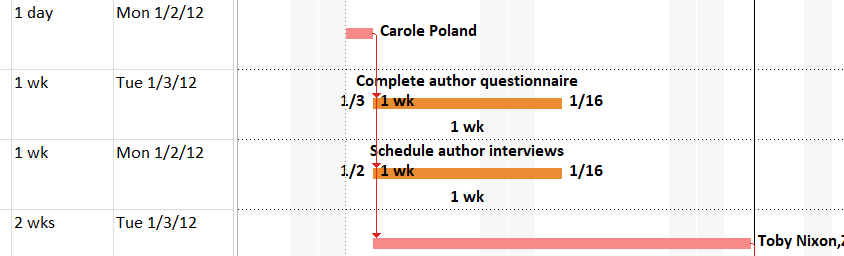 1 day Mon 1/2/12
Carole Poland
1 wk Tue 1/3/12
Complete author questionnaire
1/3 1 wk 1/16
1 wk
1 wk Mon 1/2/12
Schedule author interviews
1/2 1 wk 1/16
1 wk
2 wks Tue 1/3/12
Toby Nixon,Z